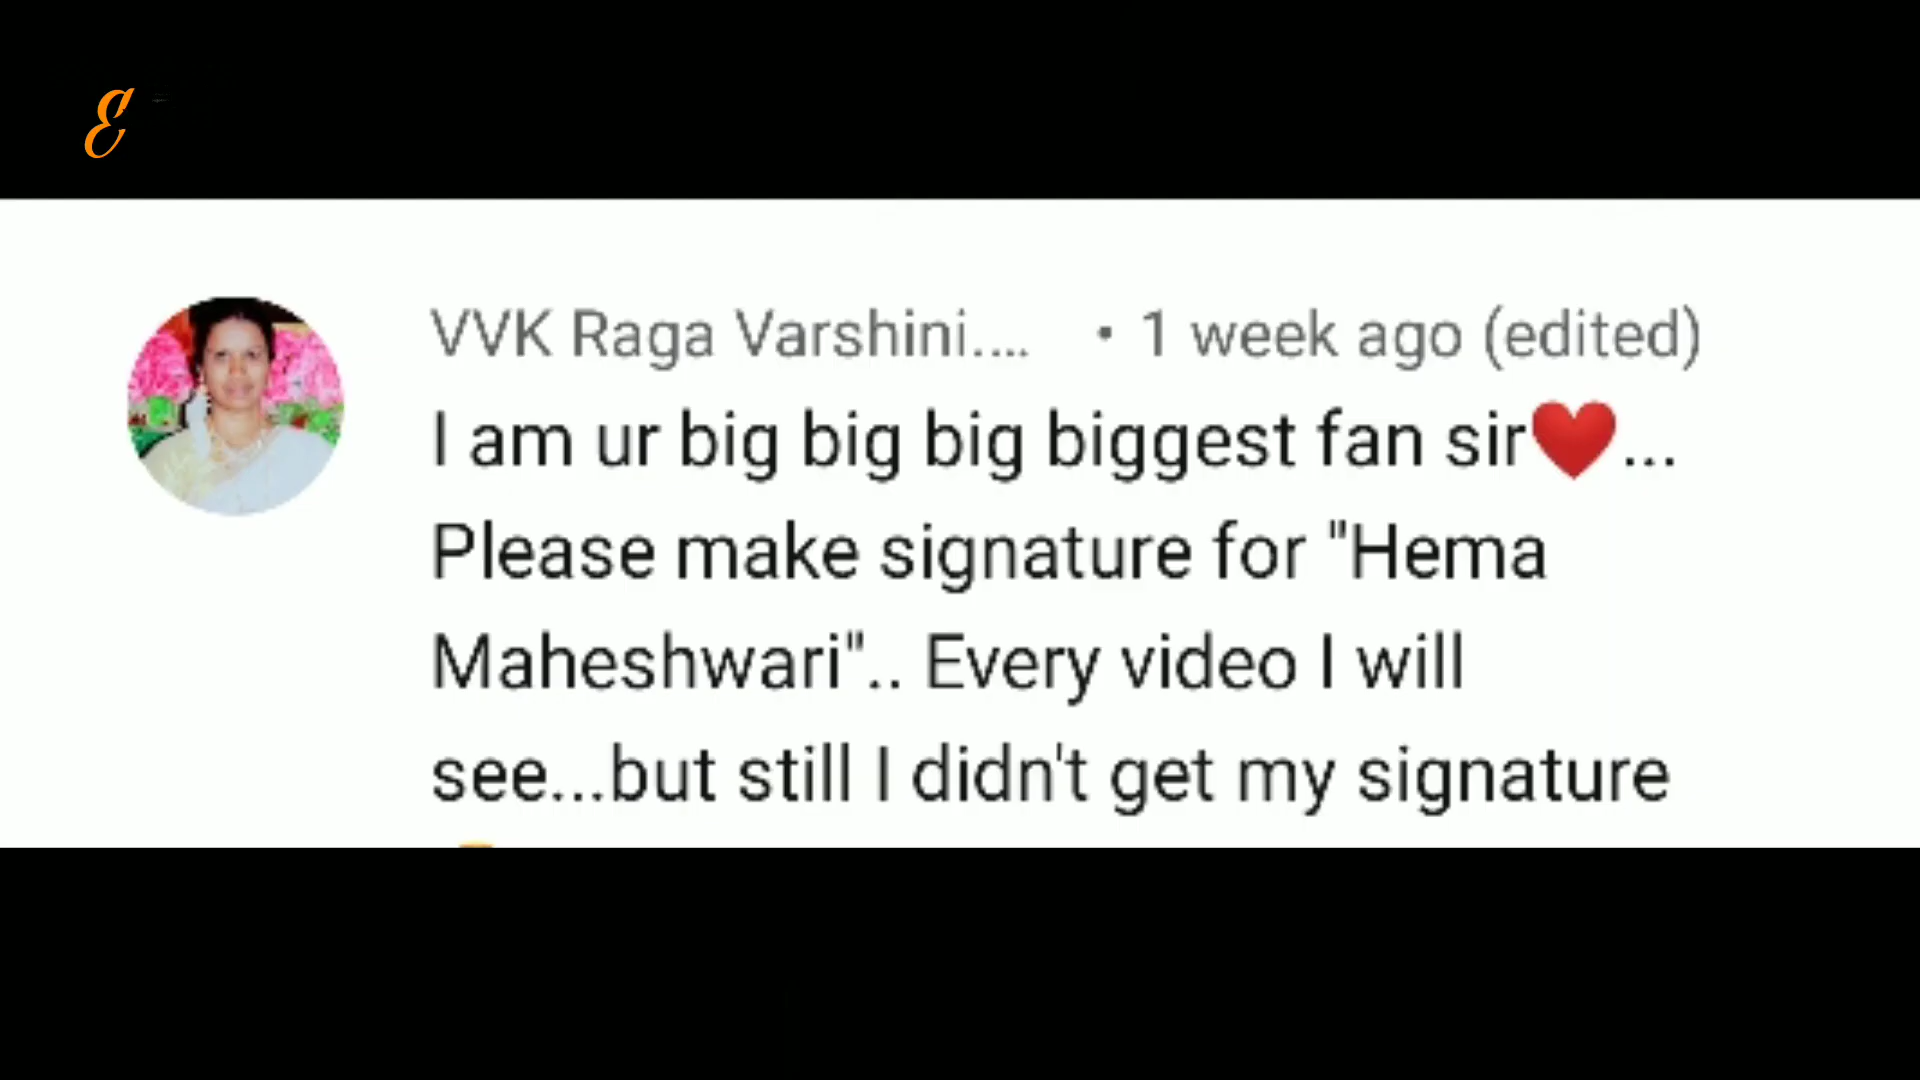 E
VVK Raga Varshini.... • 1 week ago (edited)
I am ur big big big biggest fan sir❤️...
Please make signature for "Hema
Maheshwari".. Every video I will
see...but still I didn't get my signature